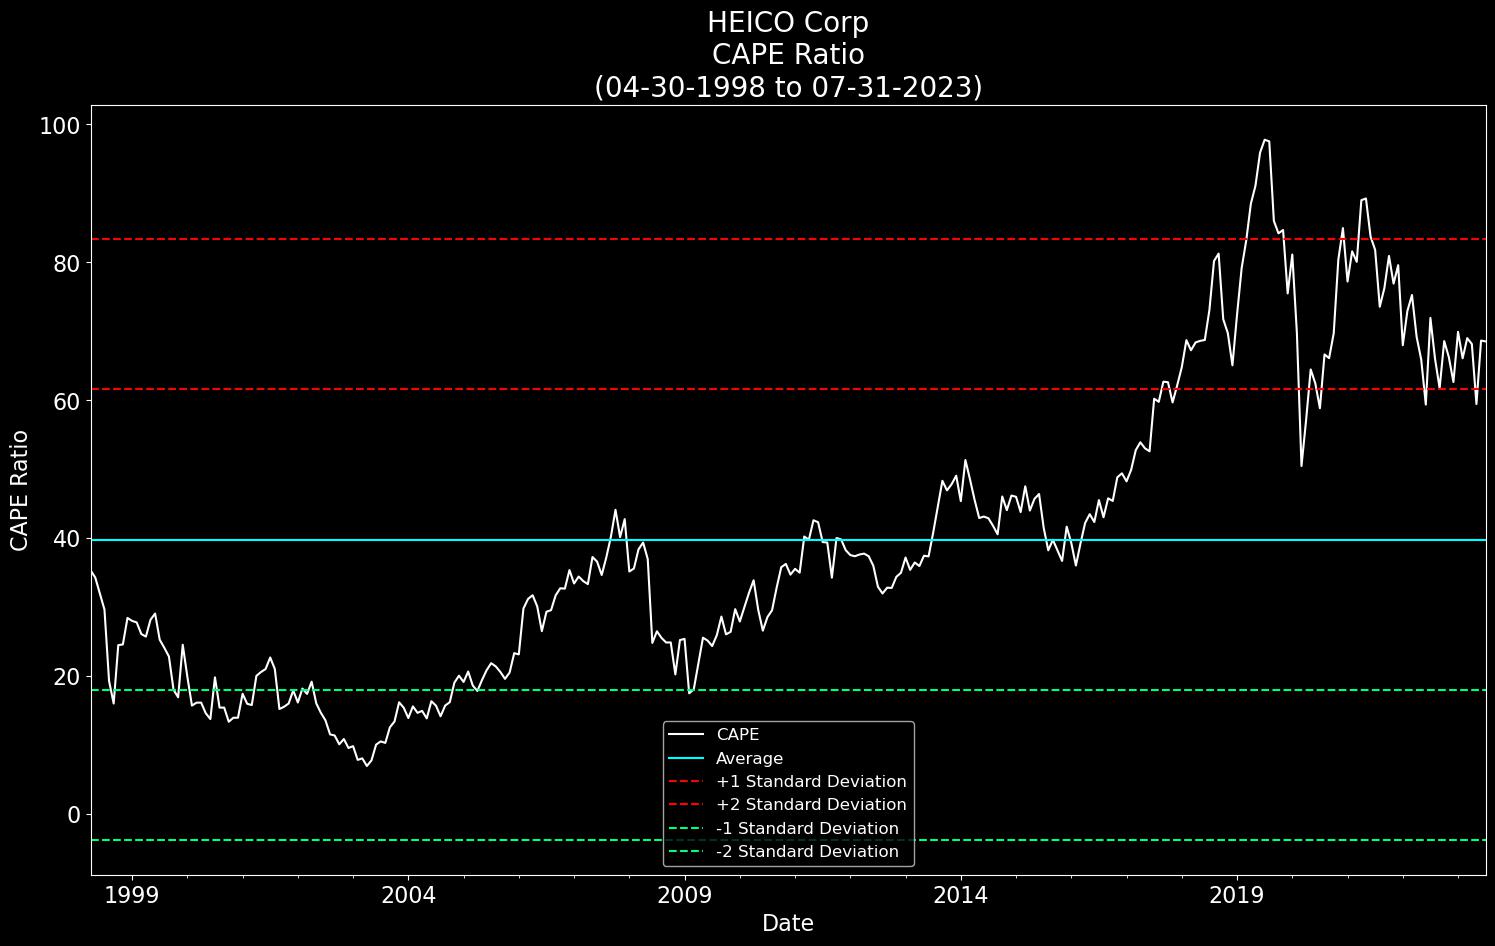 HEICO Corp
CAPE Ratio
(04-30-1998 to 07-31-2023)
100
80
60
40
20
0
CAPE Ratio
CAPE
Average
+1 Standard Deviation
+2 Standard Deviation
-1 Standard Deviation
-2 Standard Deviation
1999 2004 2009 2014 2019
Date